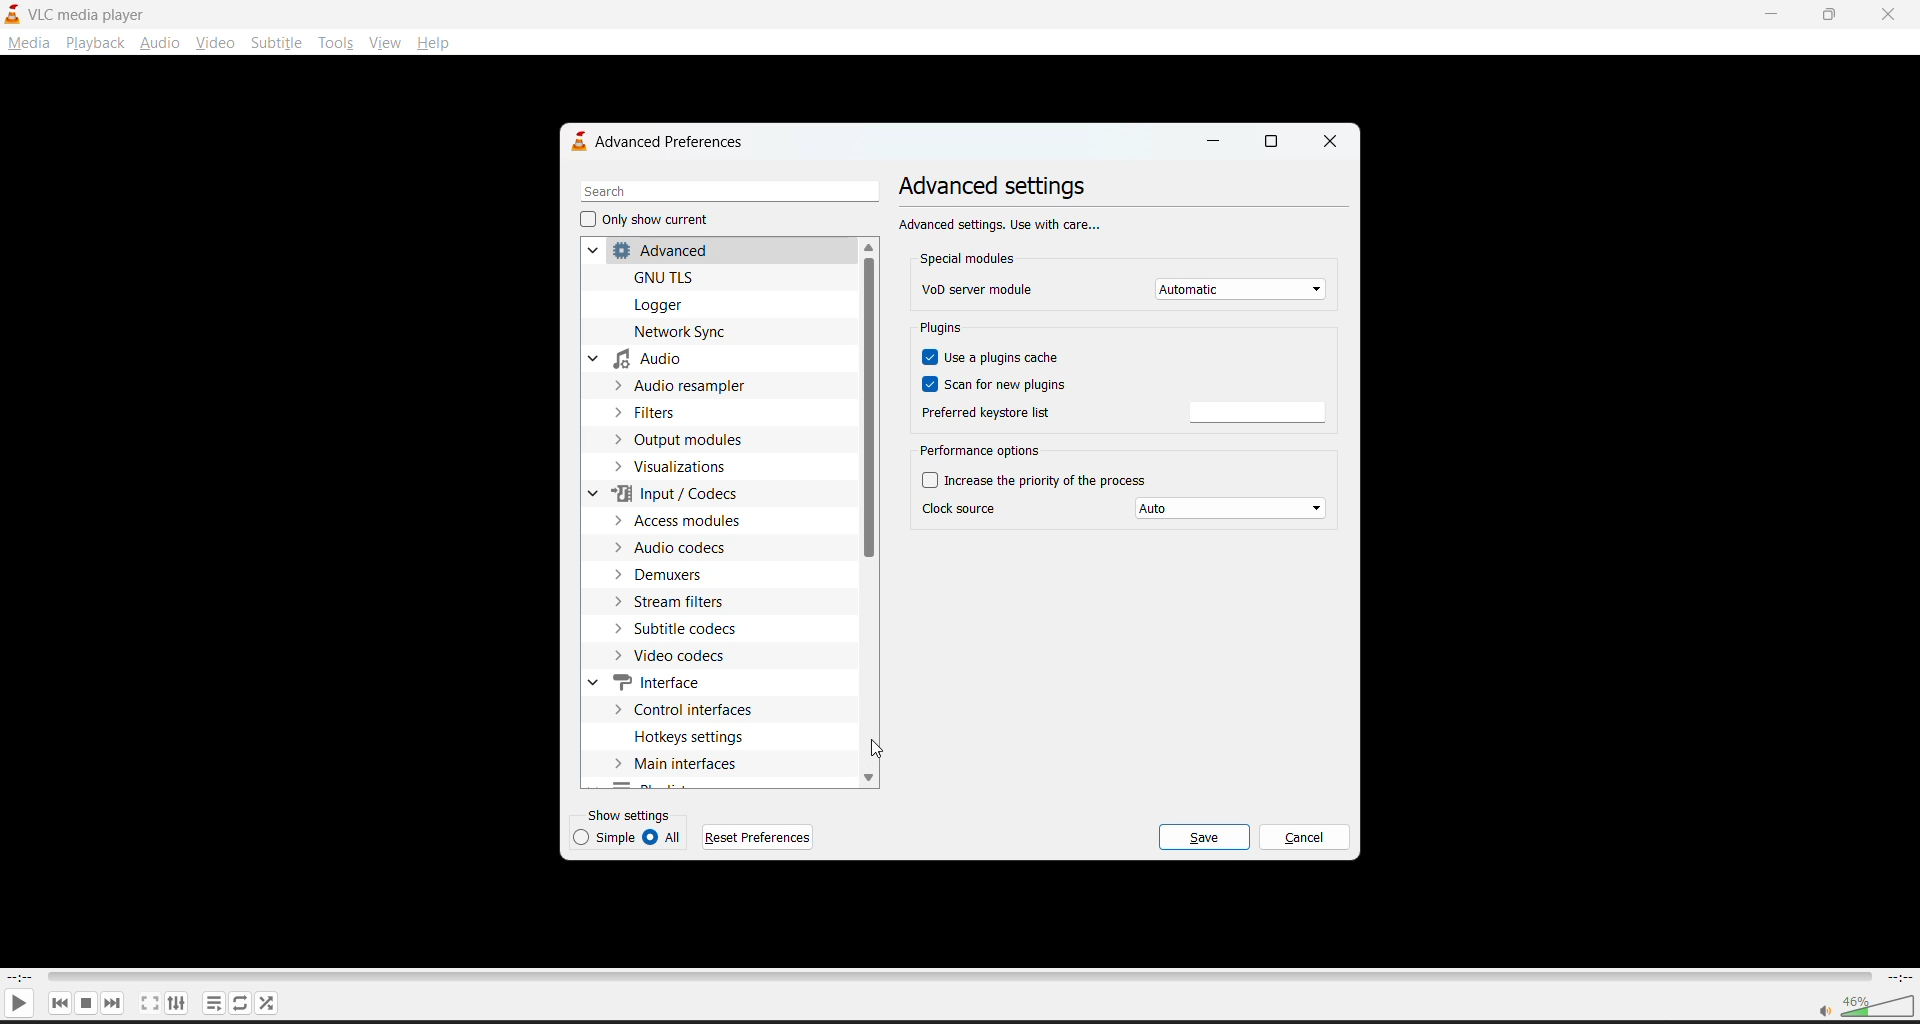 VLC media player
Media Playback Audio Video Subtitle Tools View Help
Advanced Preferences
Search
Only show current
Advanced
GNU TLS
Logger
Network Sync
Audio
Audio resampler
Filters
Output modules
Visualizations
Input / Codecs
Access modules
Audio codecs
Demuxers
Stream filters
Subtitle codecs
Video codecs
Interface
Control interfaces
Hotkeys settings
Main interfaces
Advanced settings
Advanced settings. Use with care...
Special modules
VoD server module Automatic
Plugins
Use a plugins cache
Scan for new plugins
Preferred keystore list
Performance options
Increase the priority of the process
Clock source Auto
Show settings
Simple All
Reset Preferences
Save
Cancel
--:-- --:--
46%